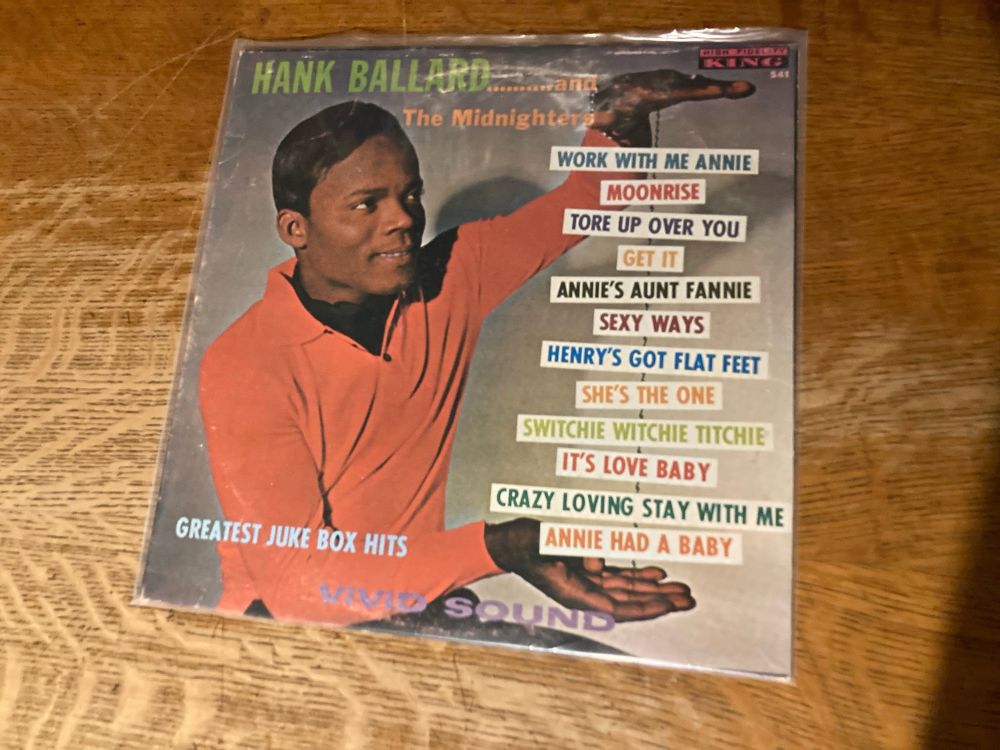 HIGH FIDELITY
KING
541
HANK BALLARD..........and
The Midnighters
WORK WITH ME ANNIE
MOONRISE
TORE UP OVER YOU
GET IT
ANNIE'S AUNT FANNIE
SEXY WAYS
HENRY'S GOT FLAT FEET
SHE'S THE ONE
SWITCHIE WITCHIE TITCHIE
IT'S LOVE BABY
CRAZY LOVING STAY WITH ME
ANNIE HAD A BABY
GREATEST JUKE BOX HITS
ViViD SOUND